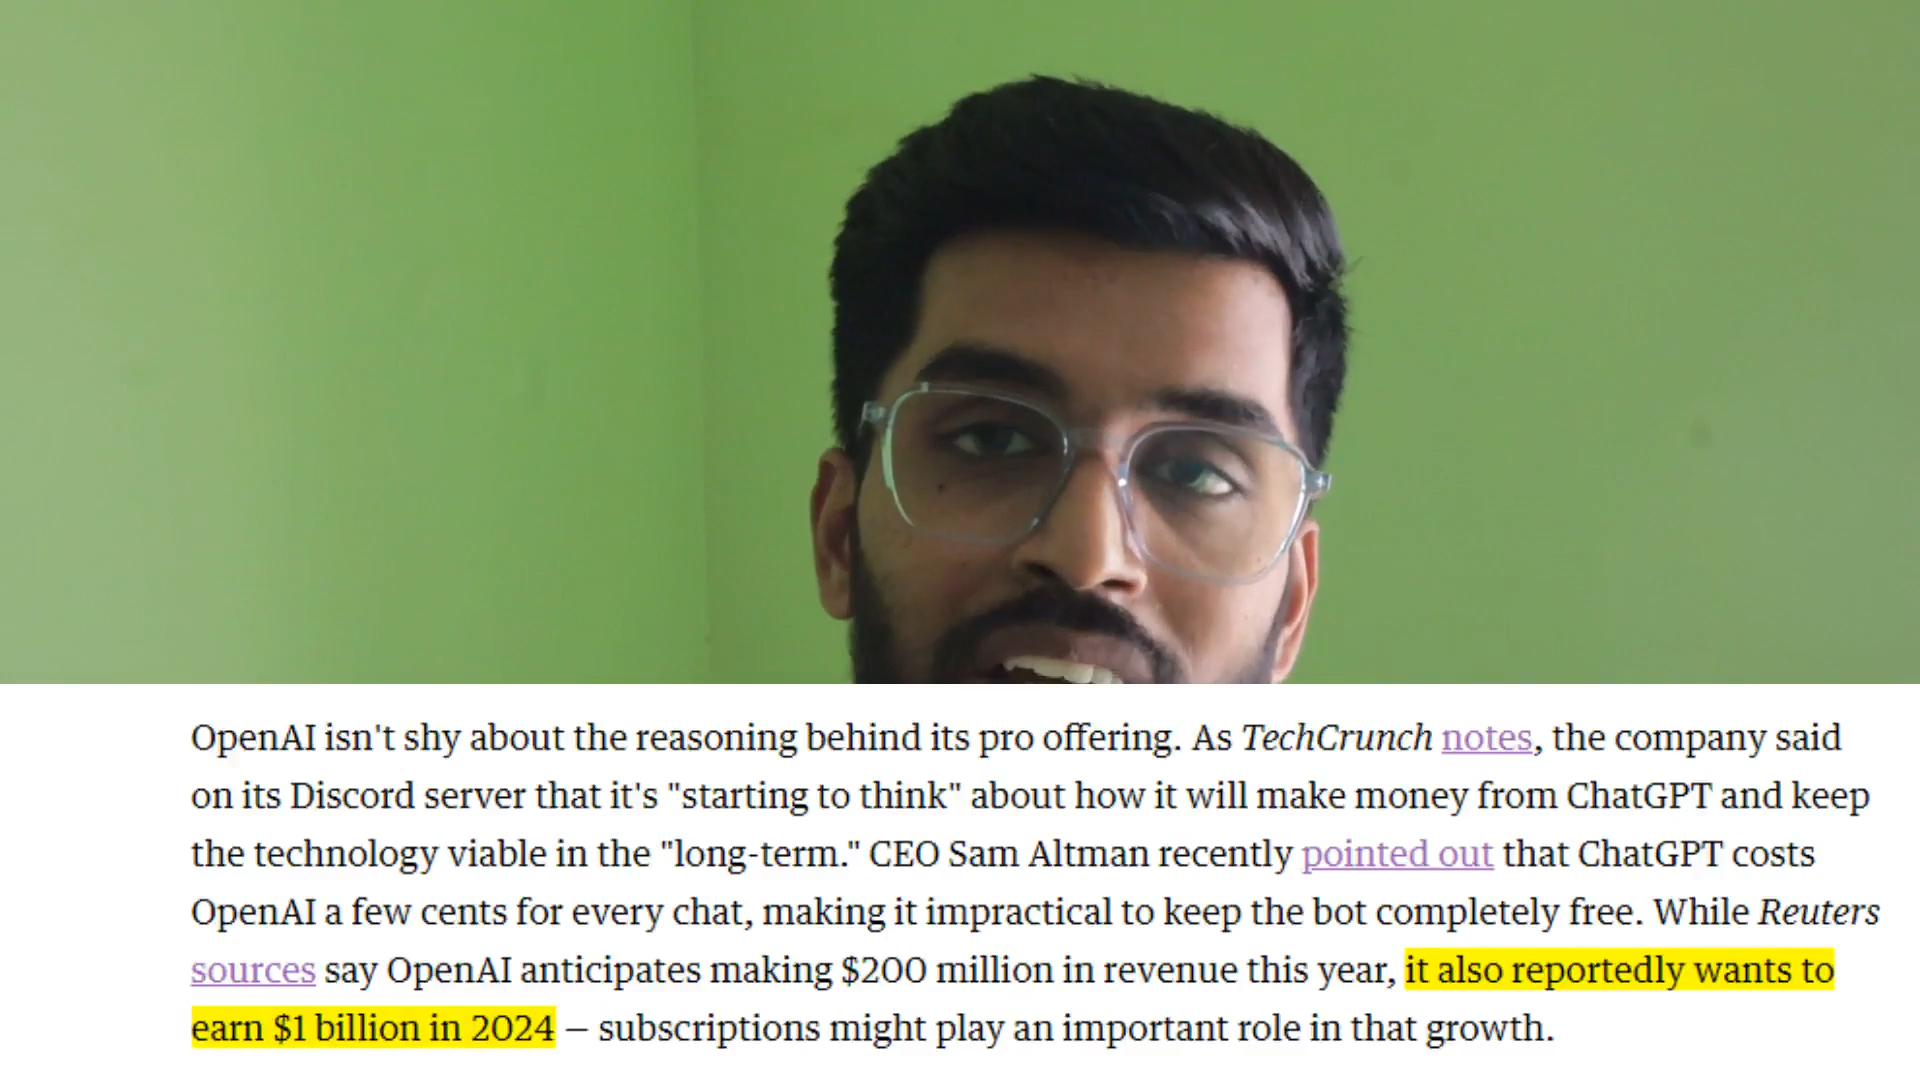 OpenAI isn't shy about the reasoning behind its pro offering. As TechCrunch notes, the company said
on its Discord server that it's "starting to think" about how it will make money from ChatGPT and keep
the technology viable in the "long-term." CEO Sam Altman recently pointed out that ChatGPT costs
OpenAI a few cents for every chat, making it impractical to keep the bot completely free. While Reuters
sources say OpenAI anticipates making $200 million in revenue this year, it also reportedly wants to
earn $1 billion in 2024 — subscriptions might play an important role in that growth.